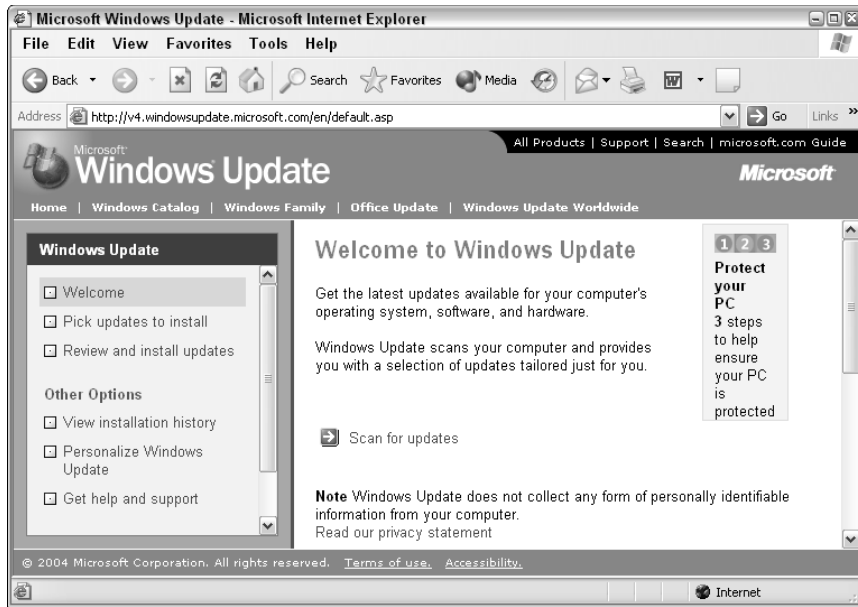 Microsoft Windows Update - Microsoft Internet Explorer
File Edit View Favorites Tools Help
Back Search Favorites Media
Address http://v4.windowsupdate.microsoft.com/en/default.asp Go Links »
All Products | Support | Search | microsoft.com Guide
Microsoft
Windows Update
Microsoft
Home | Windows Catalog | Windows Family | Office Update | Windows Update Worldwide
Windows Update
Welcome
Pick updates to install
Review and install updates
Other Options
View installation history
Personalize Windows
Update
Get help and support
Welcome to Windows Update
Get the latest updates available for your computer's
operating system, software, and hardware.
Windows Update scans your computer and provides
you with a selection of updates tailored just for you.
Scan for updates
Note Windows Update does not collect any form of personally identifiable
information from your computer.
Read our privacy statement
1 2 3
Protect
your
PC
3 steps
to help
ensure
your PC
is
protected
© 2004 Microsoft Corporation. All rights reserved. Terms of use. Accessibility.
Internet